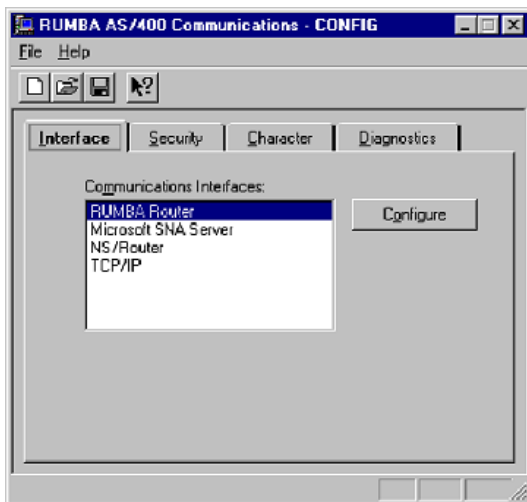 RUMBA AS/400 Communications - CONFIG
File Help
Interface Security Character Diagnostics
Communications Interfaces:
RUMBA Router
Microsoft SNA Server
NS/Router
TCP/IP
Configure